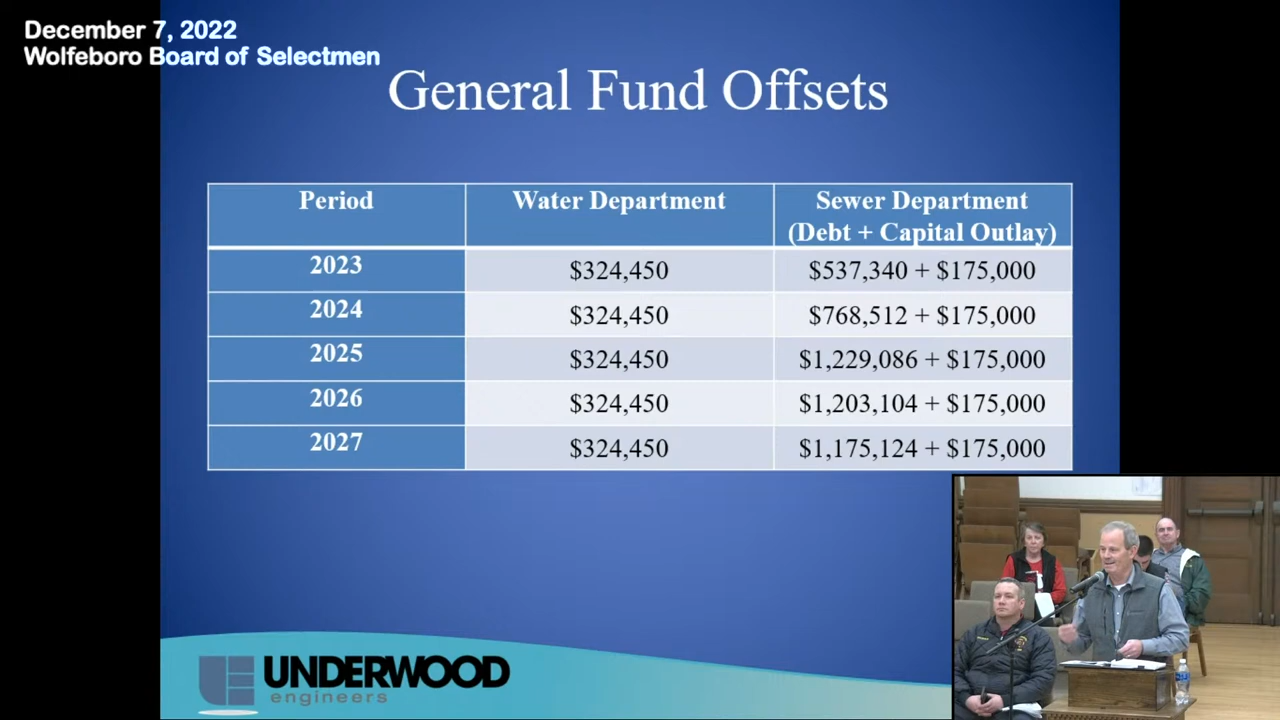 December 7, 2022
Wolfeboro Board of Selectmen
General Fund Offsets
Period Water Department Sewer Department
(Debt + Capital Outlay)
2023 $324,450 $537,340 + $175,000
2024 $324,450 $768,512 + $175,000
2025 $324,450 $1,229,086 + $175,000
2026 $324,450 $1,203,104 + $175,000
2027 $324,450 $1,175,124 + $175,000
UNDERWOOD
engineers